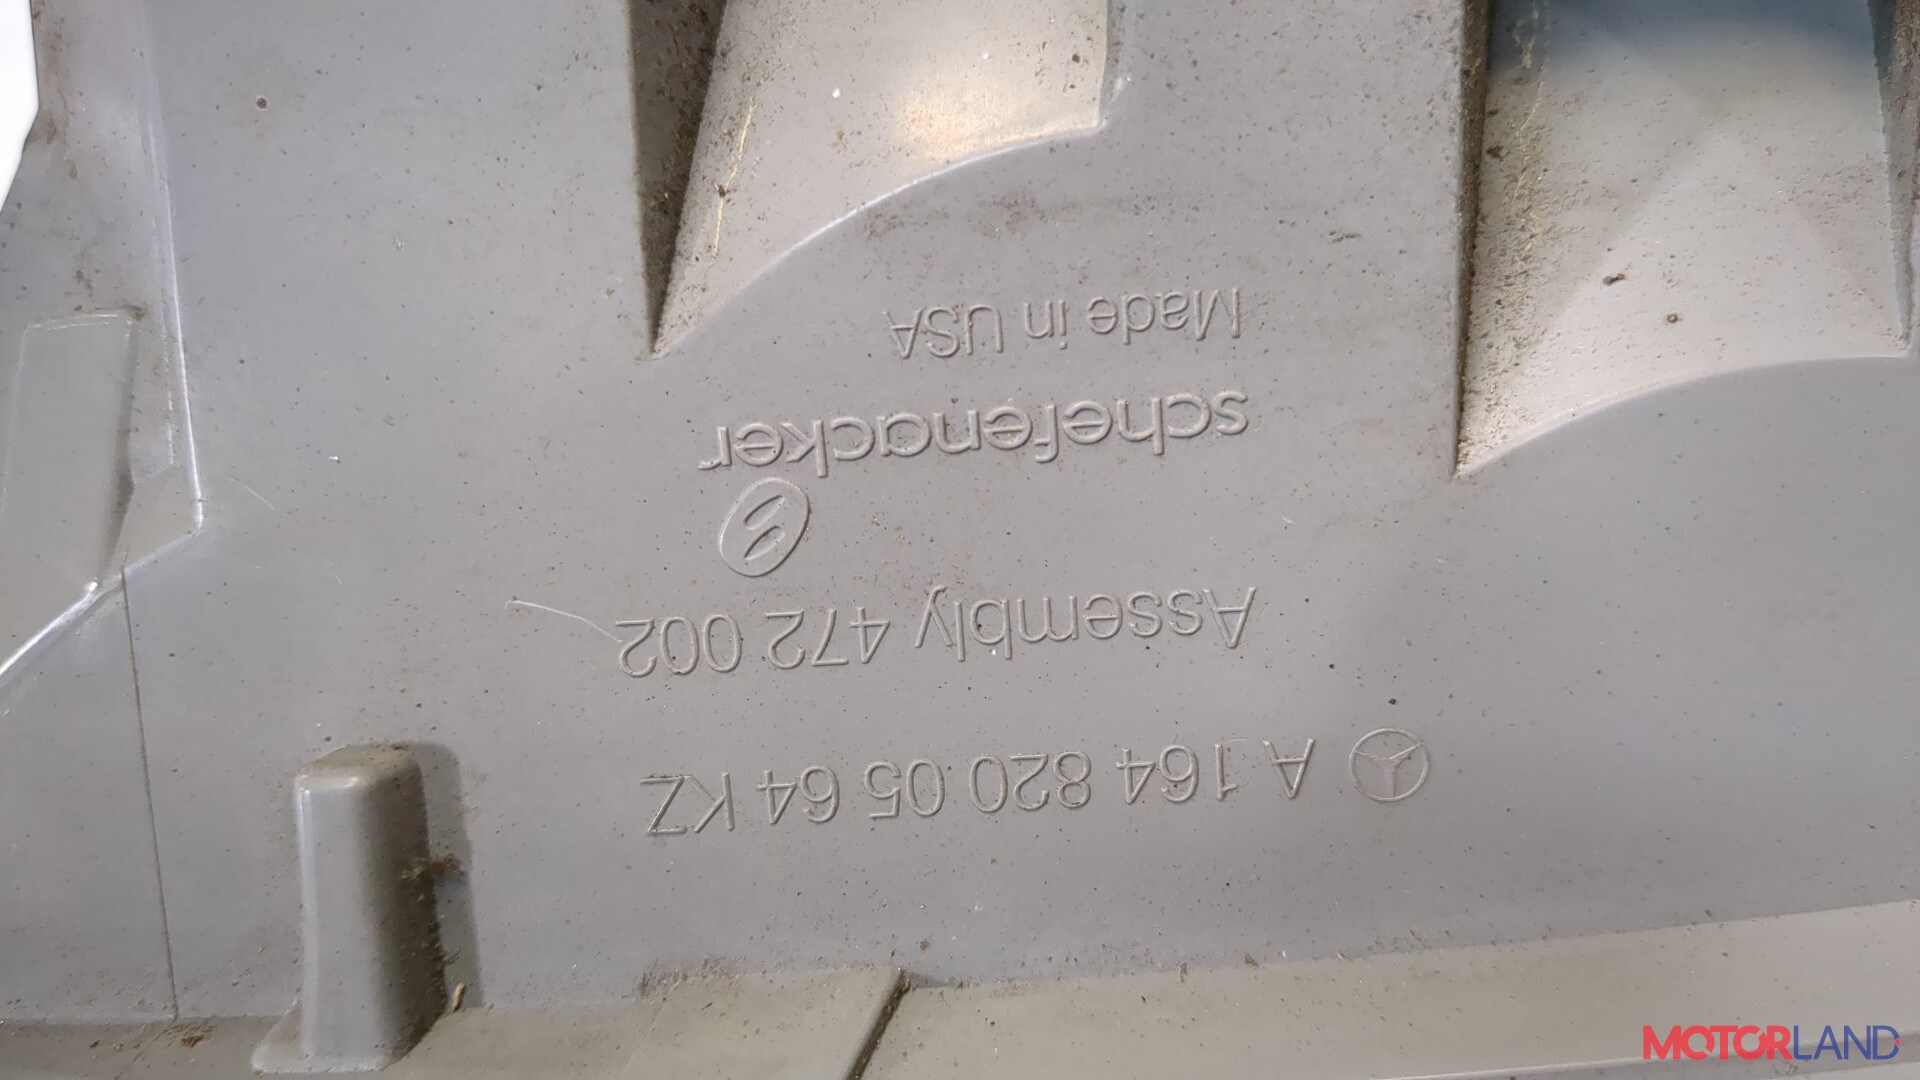 A 164 820 05 64 KZ
Assembly 472 002
schefenacker
Made in USA
MOTORLAND